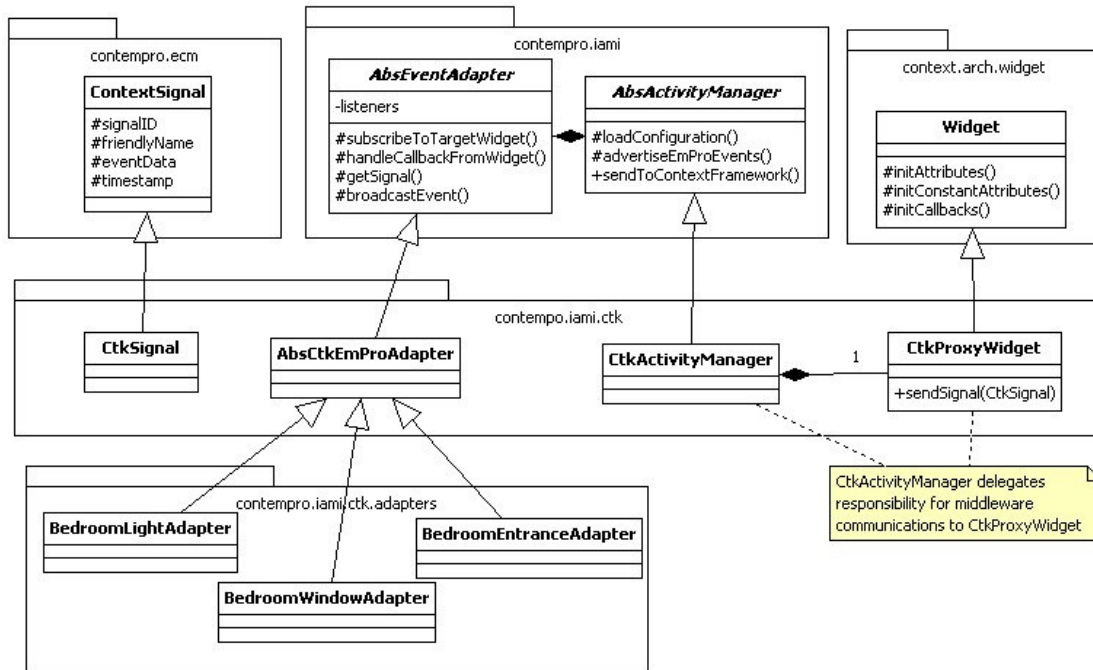 contempro.ecm
ContextSignal
#signalID
#friendlyName
#eventData
#timestamp
contempro.iami
AbsEventAdapter
-listeners
#subscribeToTargetWidget()
#handleCallbackFromWidget()
#getSignal()
#broadcastEvent()
AbsActivityManager
#loadConfiguration()
#advertiseEmProEvents()
+sendToContextFramework()
context.arch.widget
Widget
#initAttributes()
#initConstantAttributes()
#initCallbacks()
contempo.iami.ctk
CtkSignal
AbsCtkEmProAdapter
CtkActivityManager
1
CtkProxyWidget
+sendSignal(CtkSignal)
CtkActivityManager delegates
responsibility for middleware
communications to CtkProxyWidget
contempro.iami.ctk.adapters
BedroomLightAdapter
BedroomEntranceAdapter
BedroomWindowAdapter